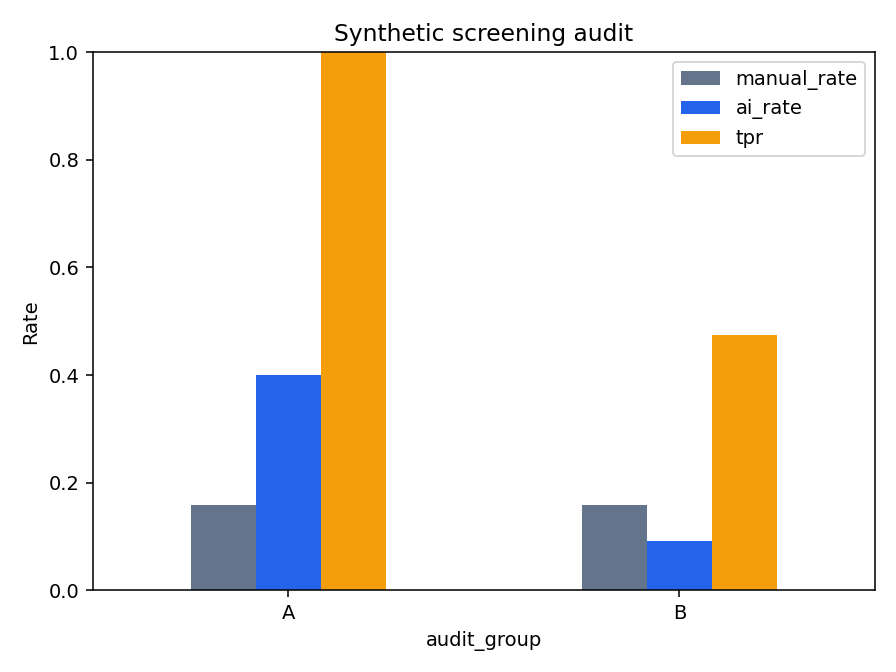 Synthetic screening audit
1.0
0.8
0.6
0.4
0.2
0.0
Rate
manual_rate
ai_rate
tpr
A
B
audit_group